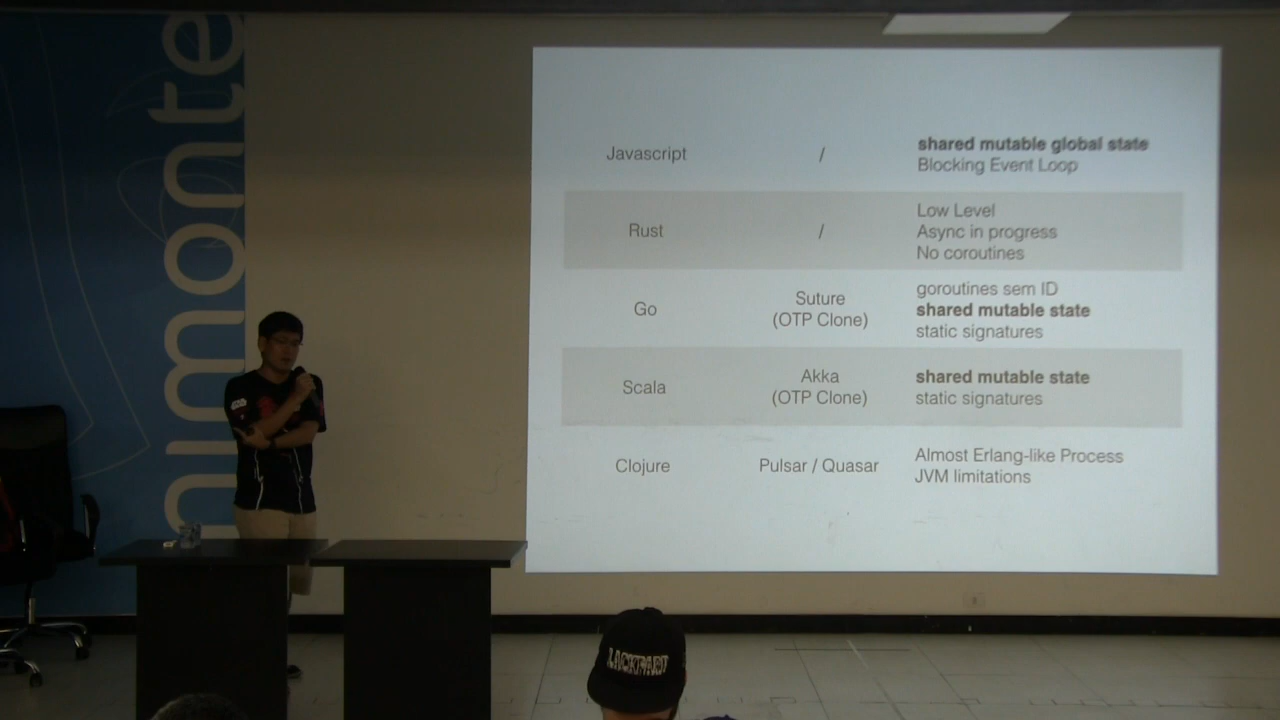 nimonte
Javascript / shared mutable global state
Blocking Event Loop
Rust / Low Level
Async in progress
No coroutines
Go Suture (OTP Clone) goroutines sem ID
shared mutable state
static signatures
Scala Akka (OTP Clone) shared mutable state
static signatures
Clojure Pulsar / Quasar Almost Erlang-like Process
JVM limitations